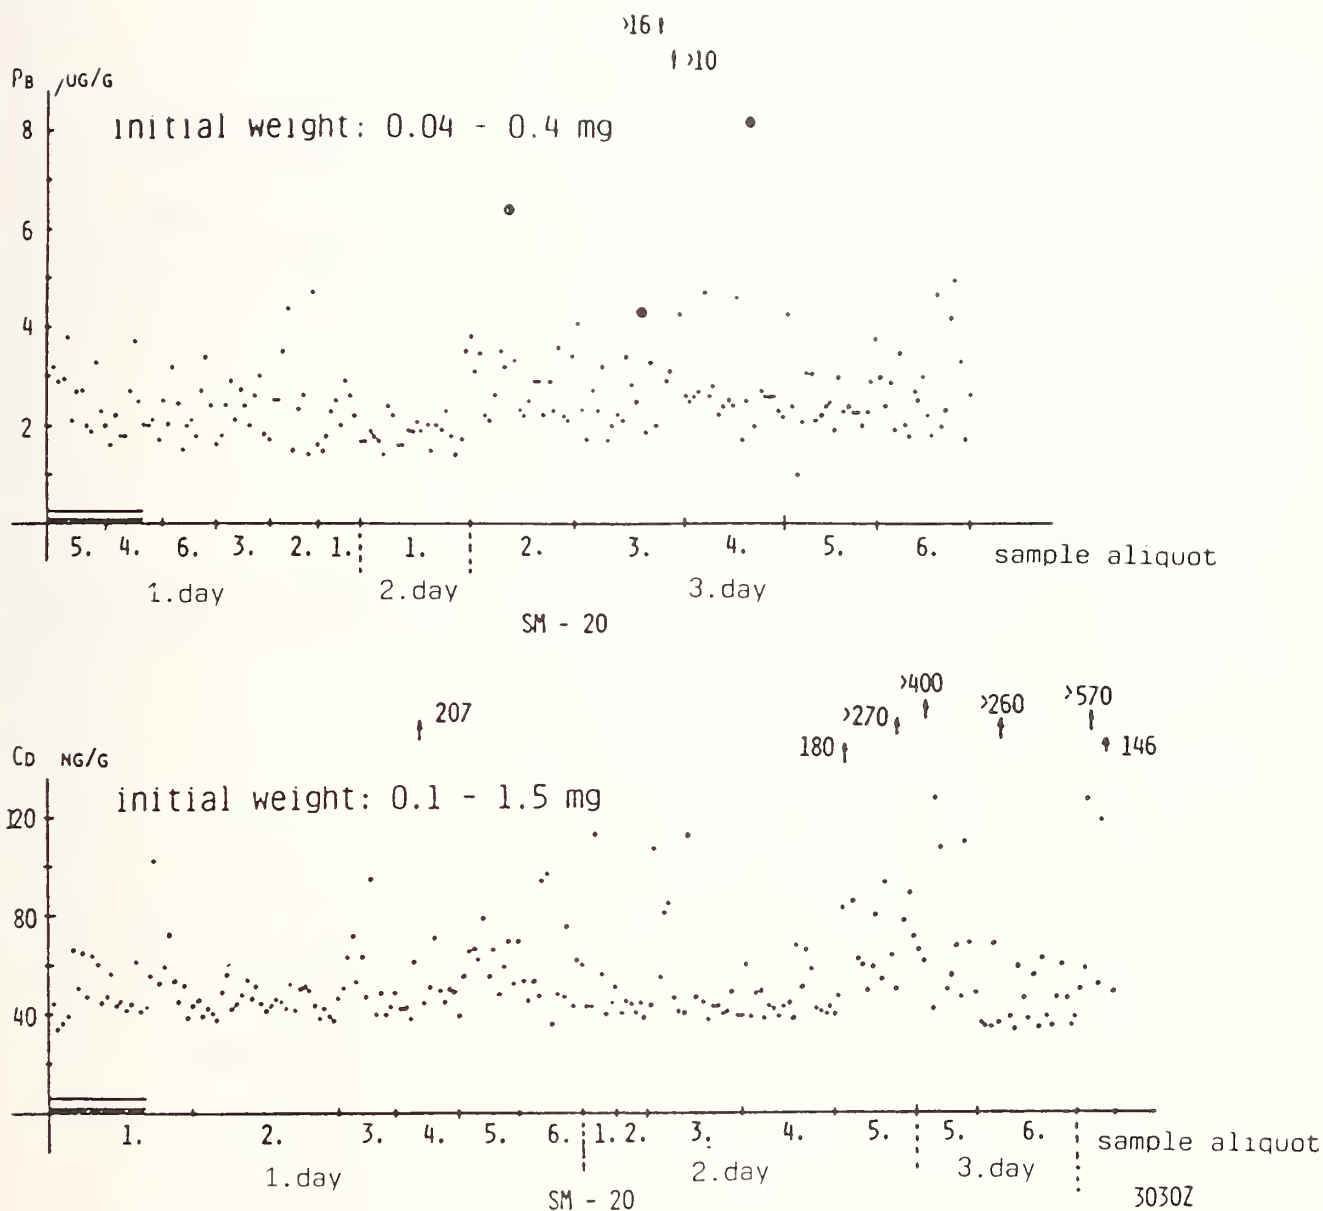 >16
>10
PB /UG/G
initial weight: 0.04 - 0.4 mg
8
6
4
2
5. 4. 6. 3. 2. 1. 1. 2. 3. 4. 5. 6. sample aliquot
1.day 2.day 3.day
SM - 20
207
>400
>270
180
>260
>570
146
CD NG/G
initial weight: 0.1 - 1.5 mg
120
80
40
1. 2. 3. 4. 5. 6. 1. 2. 3. 4. 5. 5. 6. sample aliquot
1.day 2.day 3.day
SM - 20
3030Z